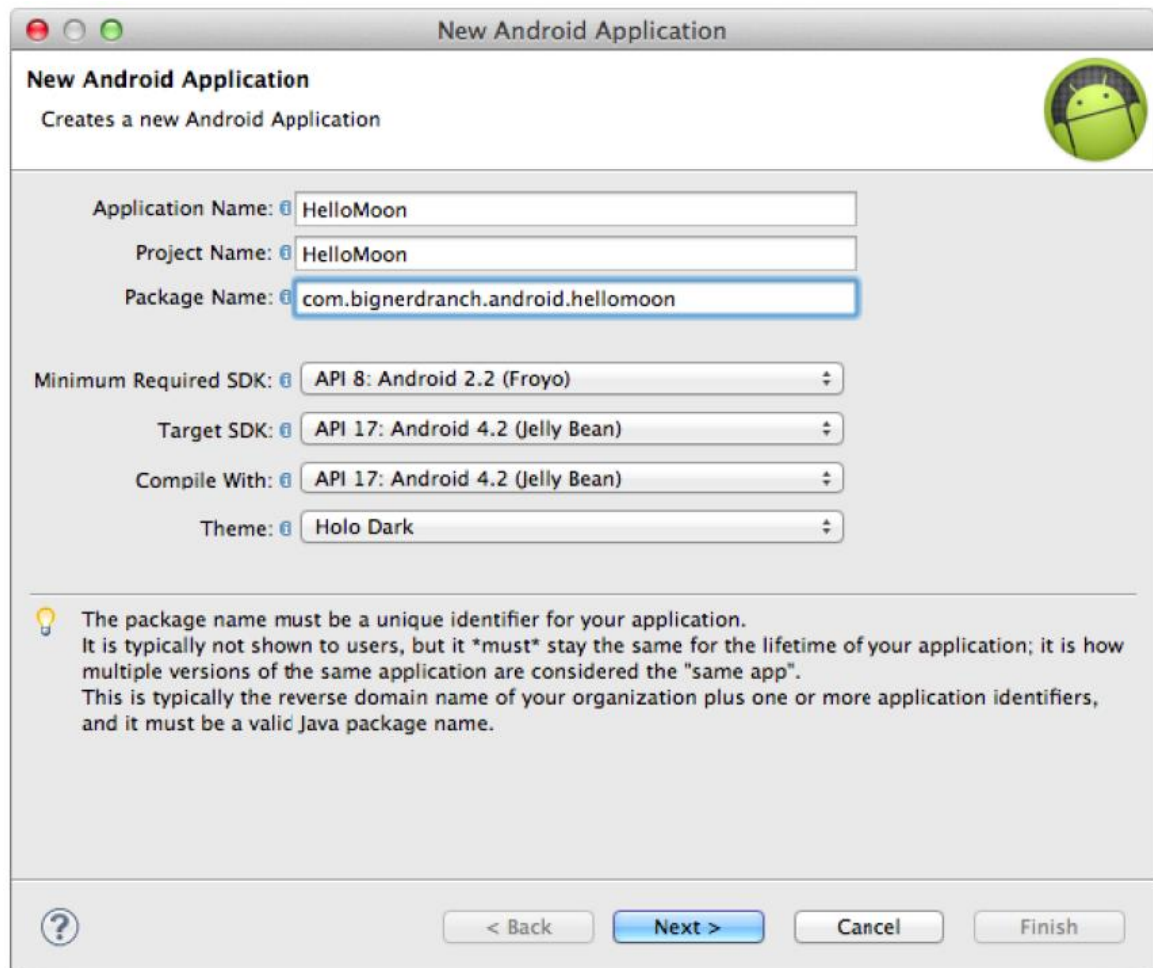 New Android Application
New Android Application
Creates a new Android Application
Application Name: HelloMoon
Project Name: HelloMoon
Package Name: com.bignerdranch.android.hellomoon
Minimum Required SDK: API 8: Android 2.2 (Froyo)
Target SDK: API 17: Android 4.2 (Jelly Bean)
Compile With: API 17: Android 4.2 (Jelly Bean)
Theme: Holo Dark
The package name must be a unique identifier for your application.
It is typically not shown to users, but it *must* stay the same for the lifetime of your application; it is how
multiple versions of the same application are considered the "same app".
This is typically the reverse domain name of your organization plus one or more application identifiers,
and it must be a valid Java package name.
? < Back Next > Cancel Finish